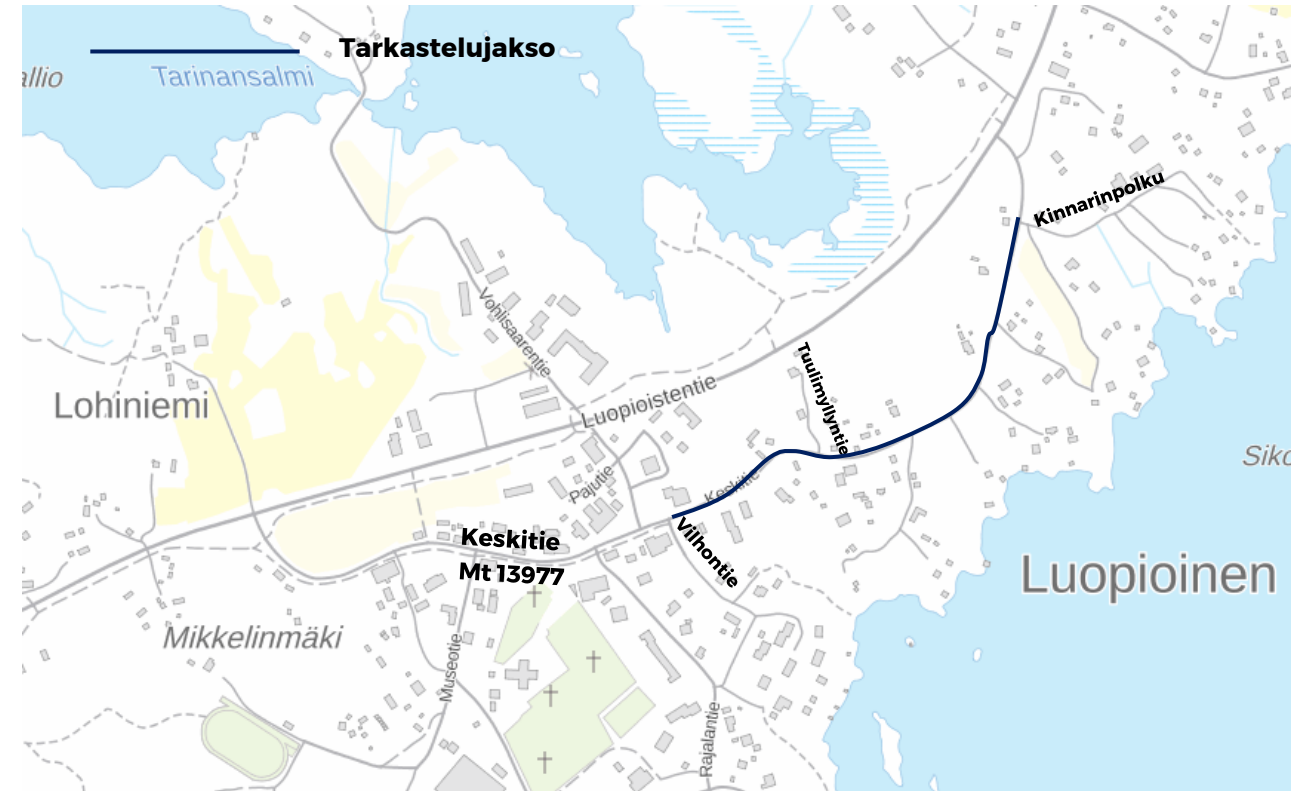 Tarkastelujakso
allio
Tarinansalmi
Kinnarinpolku
Vohlisaarentie
Tuulimyllyntie
Lohiniemi
Luopioistentie
Siko
Pajutie
Keskitie
Vilhontie
Keskitie
Mt 13977
Luopioinen
Mikkelinmäki
Museotie
Rajalantie